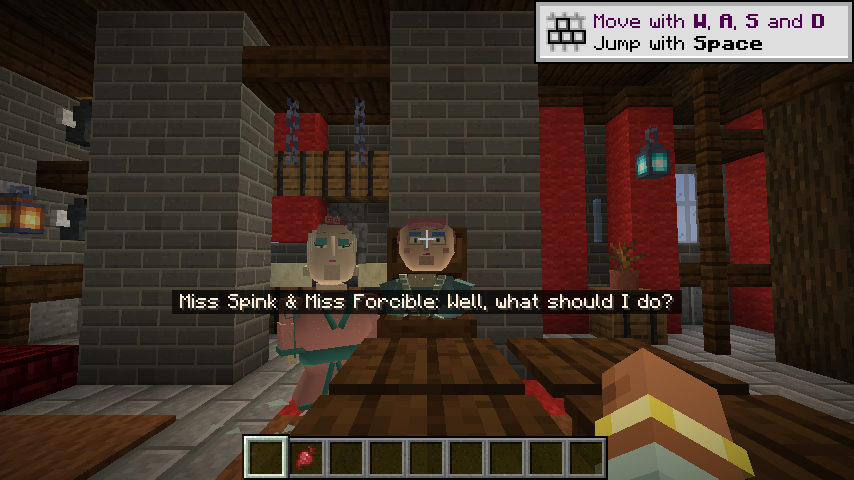 Move with W, A, S and D
Jump with Space
Miss Spink & Miss Forcible: Well, what should I do?